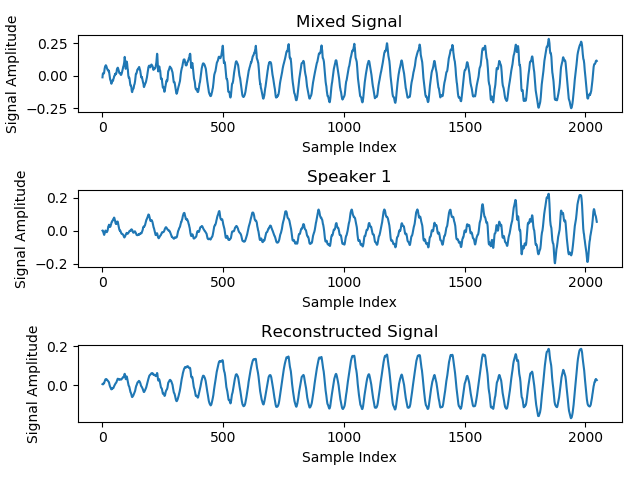 Mixed Signal
Signal Amplitude
0.25
0.00
−0.25
0 500 1000 1500 2000
Sample Index
Speaker 1
Signal Amplitude
0.2
0.0
−0.2
0 500 1000 1500 2000
Sample Index
Reconstructed Signal
Signal Amplitude
0.2
0.0
0 500 1000 1500 2000
Sample Index